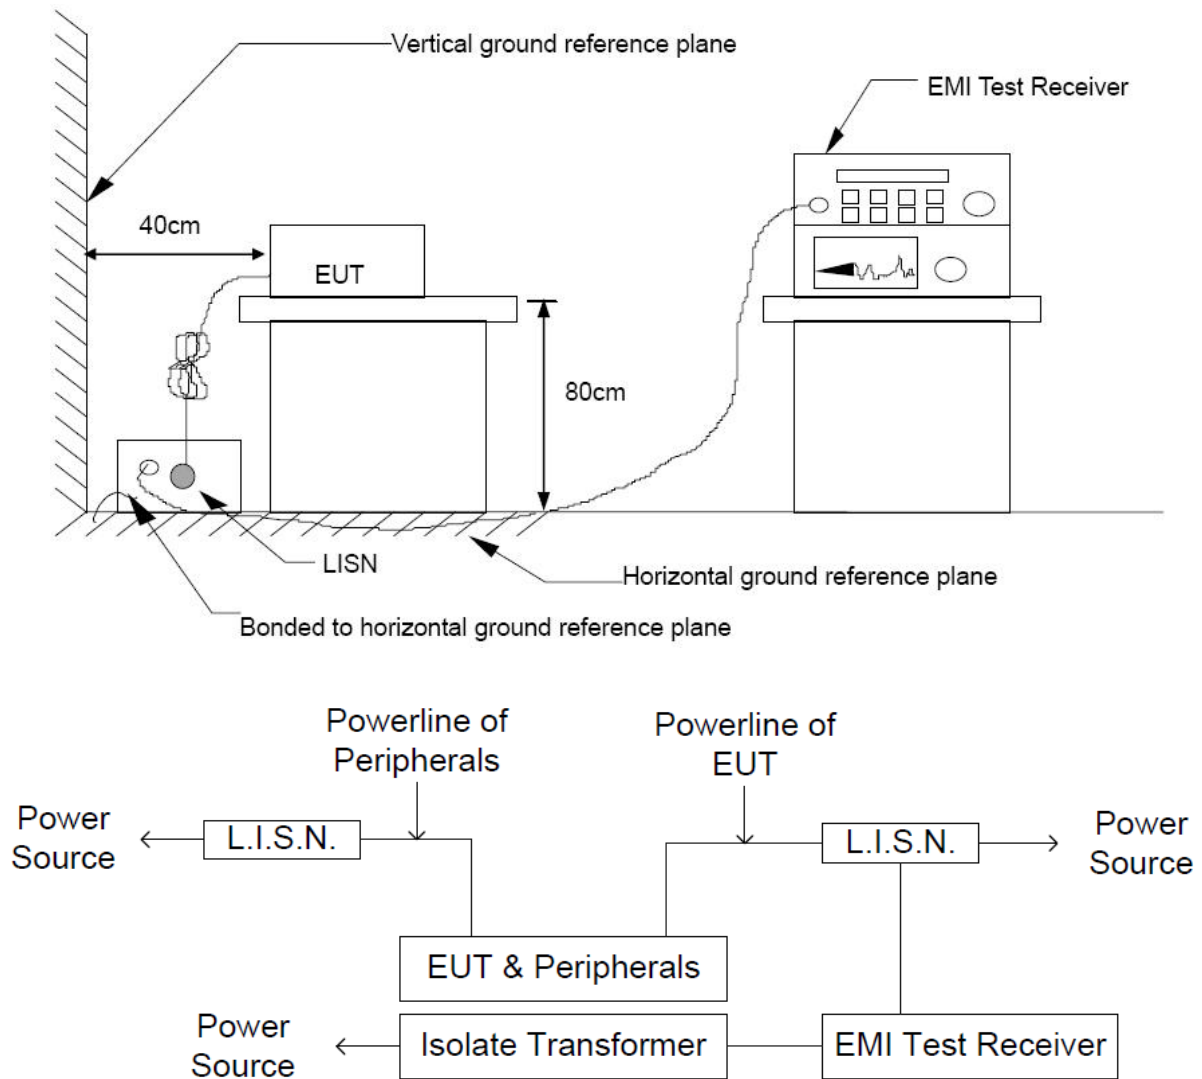 Vertical ground reference plane
EMI Test Receiver
40cm
EUT
80cm
LISN
Horizontal ground reference plane
Bonded to horizontal ground reference plane
Powerline of
Peripherals
Powerline of
EUT
Power
Source
L.I.S.N.
L.I.S.N.
Power
Source
EUT & Peripherals
Power
Source
Isolate Transformer
EMI Test Receiver